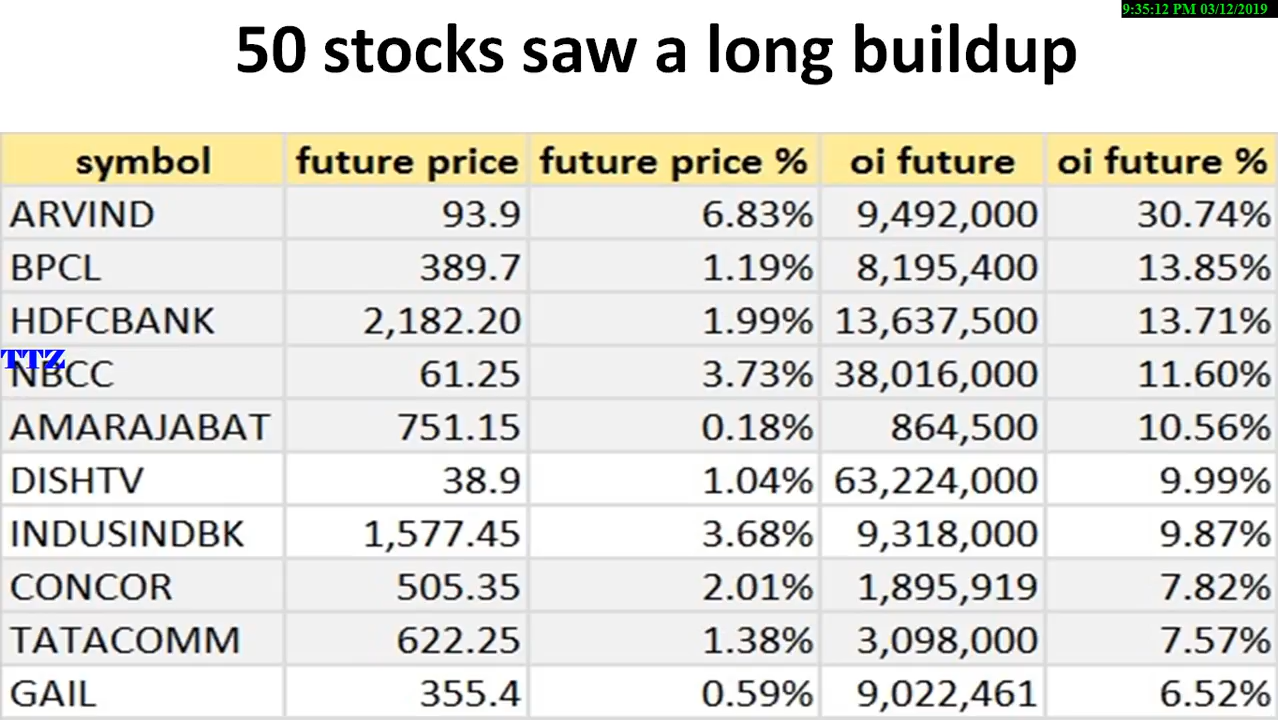 9:35:12 PM 03/12/2019
50 stocks saw a long buildup
symbol future price future price % oi future oi future %
ARVIND 93.9 6.83% 9,492,000 30.74%
BPCL 389.7 1.19% 8,195,400 13.85%
HDFCBANK 2,182.20 1.99% 13,637,500 13.71%
TTZ
NBCC 61.25 3.73% 38,016,000 11.60%
AMARAJABAT 751.15 0.18% 864,500 10.56%
DISHTV 38.9 1.04% 63,224,000 9.99%
INDUSINDBK 1,577.45 3.68% 9,318,000 9.87%
CONCOR 505.35 2.01% 1,895,919 7.82%
TATACOMM 622.25 1.38% 3,098,000 7.57%
GAIL 355.4 0.59% 9,022,461 6.52%